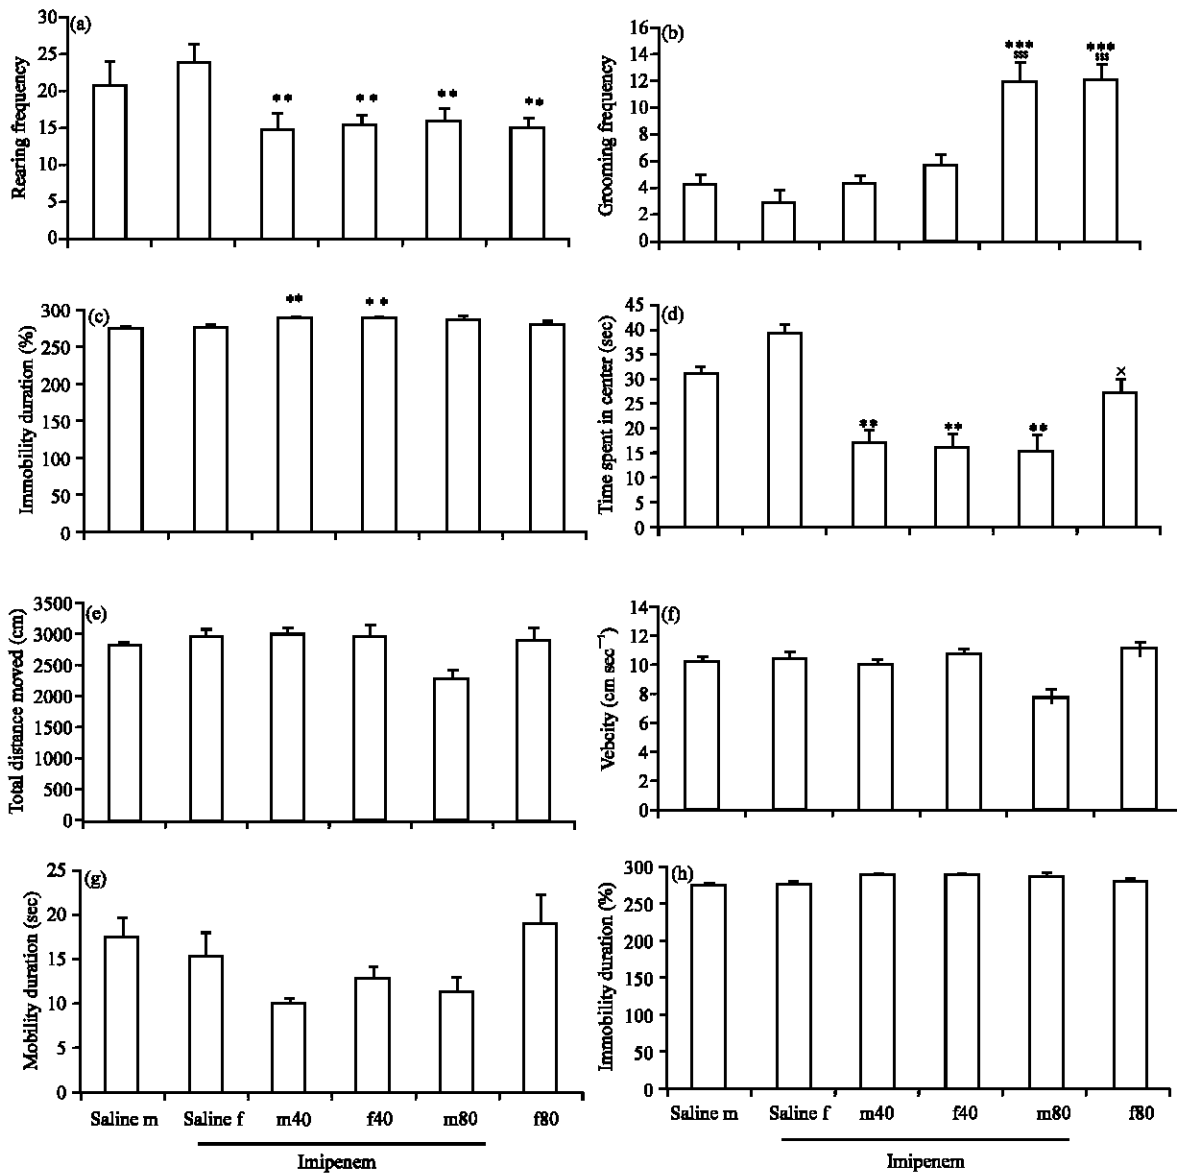 (a)
Rearing frequency
30
25
20
15
10
5
0
** ** ** **
(b)
Grooming frequency
16
14
12
10
8
6
4
2
0
*** ***
$$$ $$$
(c)
Immobility duration (%)
300
250
200
150
100
50
0
** **
(d)
Time spent in center (sec)
45
40
35
30
25
20
15
10
5
0
** ** ** ×
(e)
Total distance moved (cm)
3500
3000
2500
2000
1500
1000
500
0
(f)
Vebcity (cm sec⁻¹)
14
12
10
8
6
4
2
0
(g)
Mobility duration (sec)
25
20
15
10
5
0
Saline m Saline f m40 f40 m80 f80
Imipenem
(h)
Immobility duration (%)
300
250
200
150
100
50
0
Saline m Saline f m40 f40 m80 f80
Imipenem